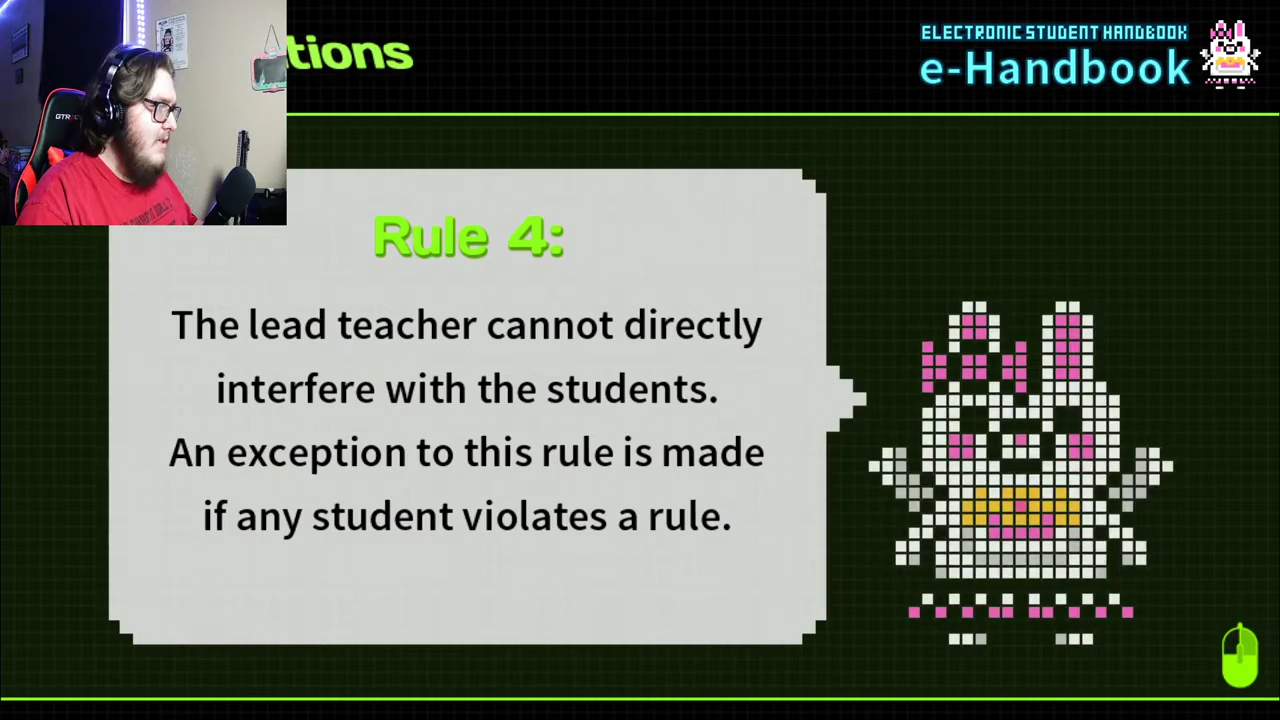 tions
ELECTRONIC STUDENT HANDBOOK
e-Handbook
GTR
Rule 4:
The lead teacher cannot directly
interfere with the students.
An exception to this rule is made
if any student violates a rule.